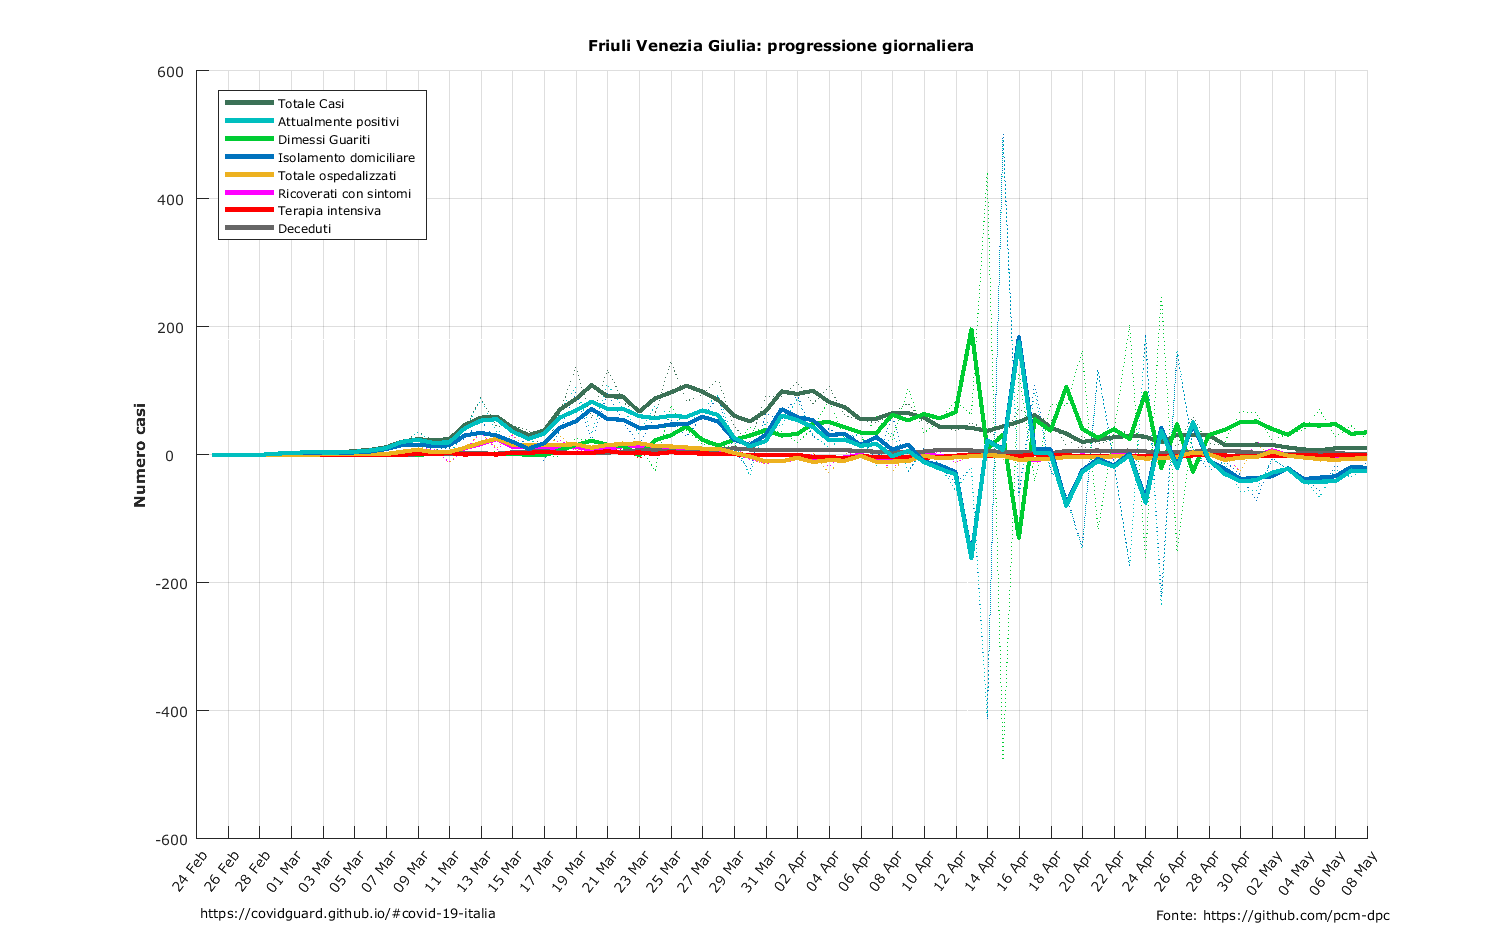 Friuli Venezia Giulia: progressione giornaliera
600
400
200
0
-200
-400
-600
Numero casi
Totale Casi
Attualmente positivi
Dimessi Guariti
Isolamento domiciliare
Totale ospedalizzati
Ricoverati con sintomi
Terapia intensiva
Deceduti
24 Feb
26 Feb
28 Feb
01 Mar
03 Mar
05 Mar
07 Mar
09 Mar
11 Mar
13 Mar
15 Mar
17 Mar
19 Mar
21 Mar
23 Mar
25 Mar
27 Mar
29 Mar
31 Mar
02 Apr
04 Apr
06 Apr
08 Apr
10 Apr
12 Apr
14 Apr
16 Apr
18 Apr
20 Apr
22 Apr
24 Apr
26 Apr
28 Apr
30 Apr
02 May
04 May
06 May
08 May
https://covidguard.github.io/#covid-19-italia
Fonte: https://github.com/pcm-dpc